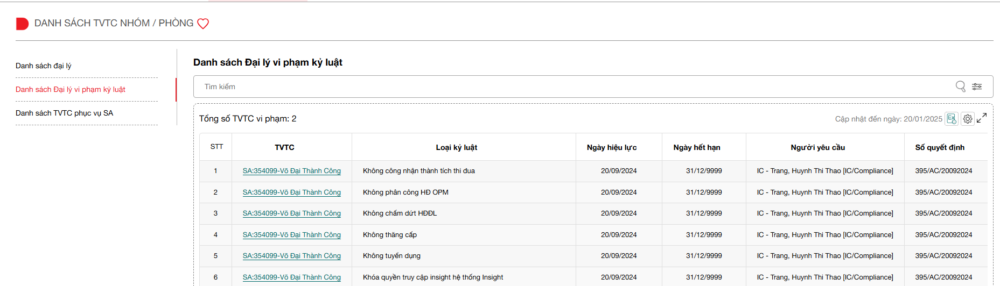 DANH SÁCH TVTC NHÓM / PHÒNG
Danh sách đại lý
Danh sách Đại lý vi phạm kỷ luật
Danh sách TVTC phục vụ SA
Danh sách Đại lý vi phạm kỷ luật
Tìm kiếm
Tổng số TVTC vi phạm: 2 Cập nhật đến ngày: 20/01/2025 Ex
STT TVTC Loại kỷ luật Ngày hiệu lực Ngày hết hạn Người yêu cầu Số quyết định
1 SA:354099-Võ Đại Thành Công Không công nhận thành tích thi đua 20/09/2024 31/12/9999 IC - Trang, Huynh Thi Thao [IC/Compliance] 395/AC/20092024
2 SA:354099-Võ Đại Thành Công Không phân công HĐ OPM 20/09/2024 31/12/9999 IC - Trang, Huynh Thi Thao [IC/Compliance] 395/AC/20092024
3 SA:354099-Võ Đại Thành Công Không chấm dứt HĐĐL 20/09/2024 31/12/9999 IC - Trang, Huynh Thi Thao [IC/Compliance] 395/AC/20092024
4 SA:354099-Võ Đại Thành Công Không thăng cấp 20/09/2024 31/12/9999 IC - Trang, Huynh Thi Thao [IC/Compliance] 395/AC/20092024
5 SA:354099-Võ Đại Thành Công Không tuyển dụng 20/09/2024 31/12/9999 IC - Trang, Huynh Thi Thao [IC/Compliance] 395/AC/20092024
6 SA:354099-Võ Đại Thành Công Khóa quyền truy cập insight hệ thống Insight 20/09/2024 31/12/9999 IC - Trang, Huynh Thi Thao [IC/Compliance] 395/AC/20092024